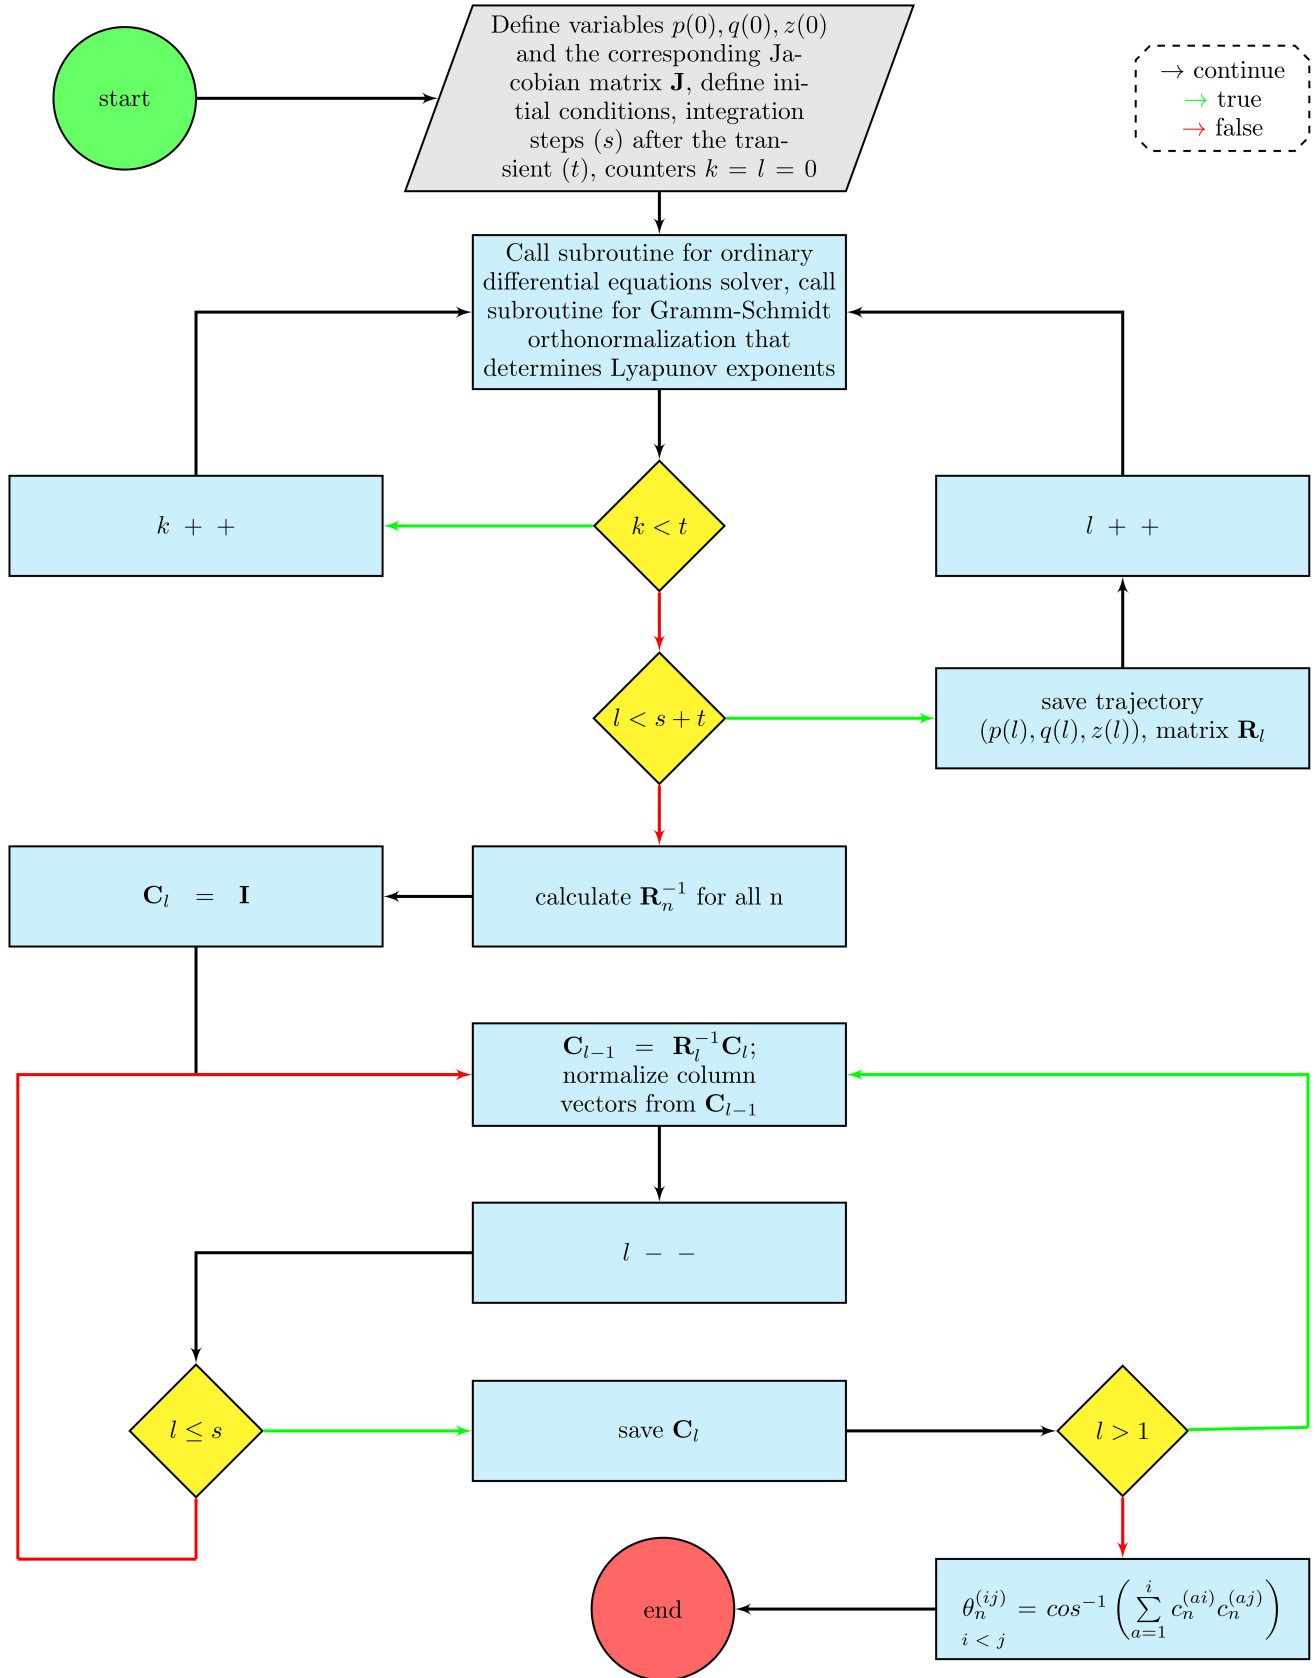 start
Define variables p(0), q(0), z(0)
and the corresponding Ja-
cobian matrix J, define ini-
tial conditions, integration
steps (s) after the tran-
sient (t), counters k = l = 0
→ continue
→ true
→ false
Call subroutine for ordinary
differential equations solver, call
subroutine for Gramm-Schmidt
orthonormalization that
determines Lyapunov exponents
k + +
k < t
l + +
l < s + t
save trajectory
(p(l), q(l), z(l)), matrix R_l
C_l = I
calculate R_n^{-1} for all n
C_{l-1} = R_l^{-1}C_l;
normalize column
vectors from C_{l-1}
l − −
l ≤ s
save C_l
l > 1
end
θ_n^{(ij)} = cos^{-1} ( ∑_{a=1}^{i} c_n^{(ai)} c_n^{(aj)} )
i < j